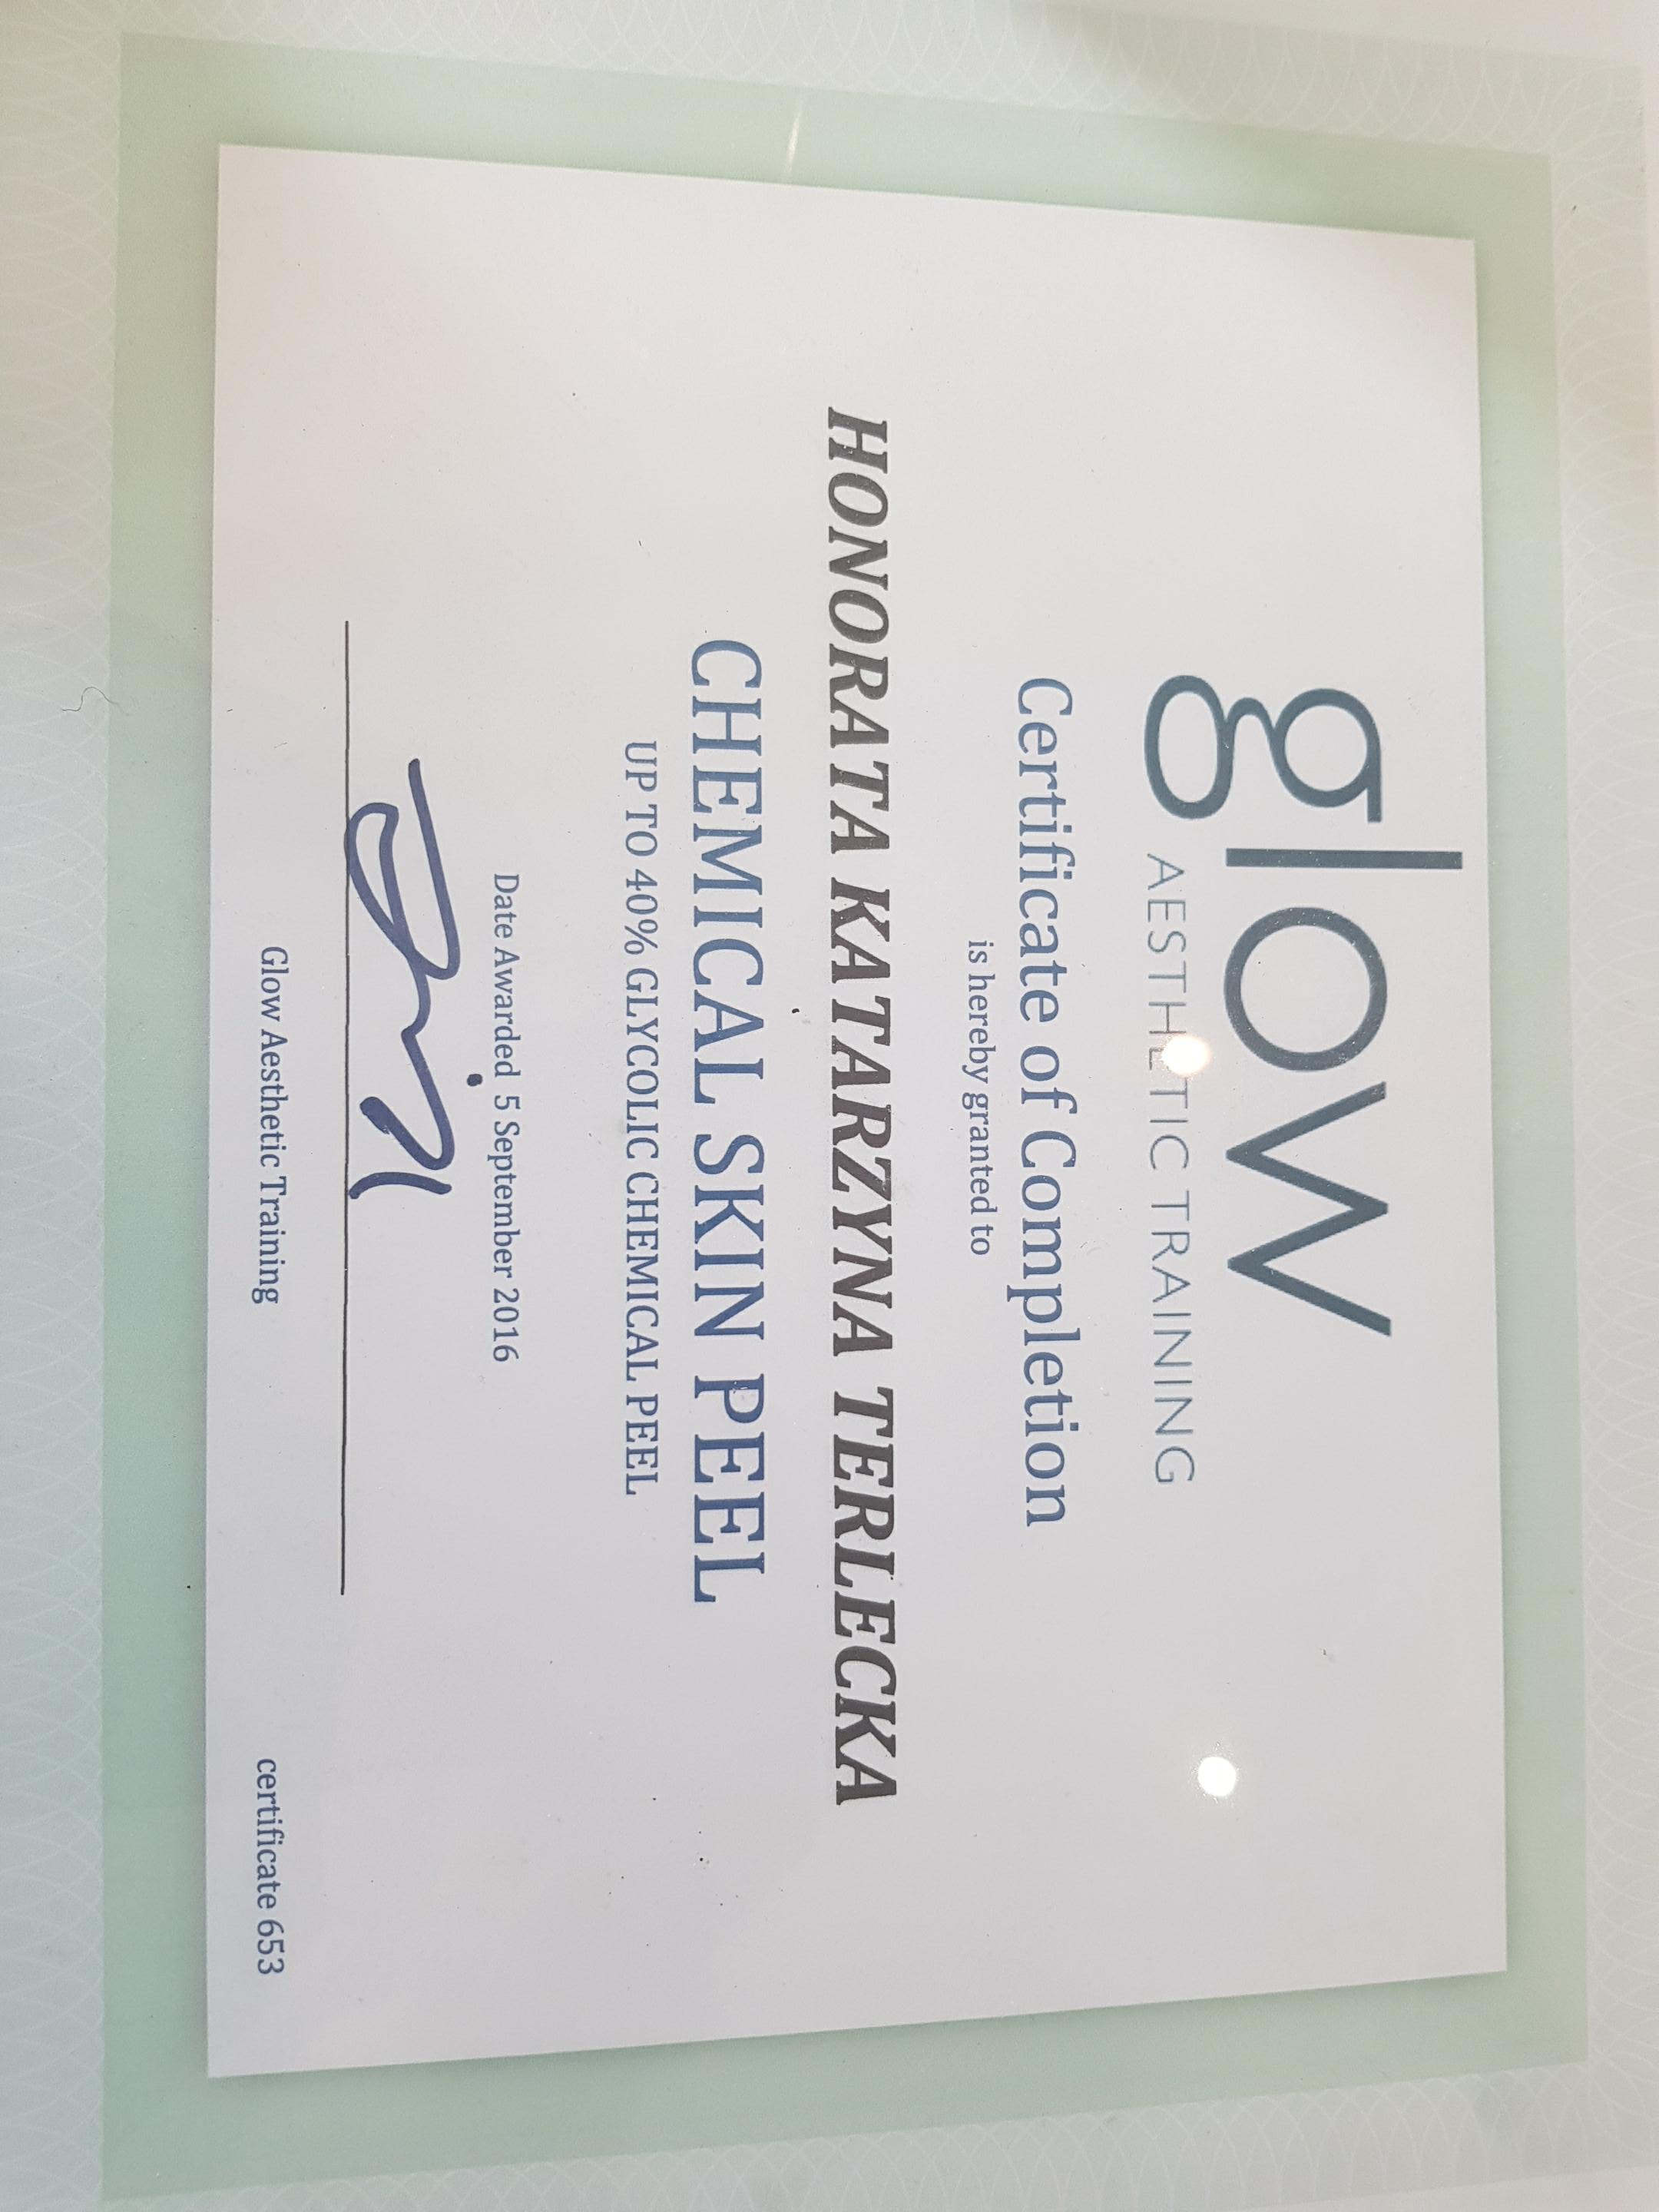 glow
AESTHETIC TRAINING
Certificate of Completion
is hereby granted to
HONORATA KATARZYNA TERLECKA
CHEMICAL SKIN PEEL
UP TO 40% GLYCOLIC CHEMICAL PEEL
Date Awarded 5 September 2016
Glow Aesthetic Training
certificate 653